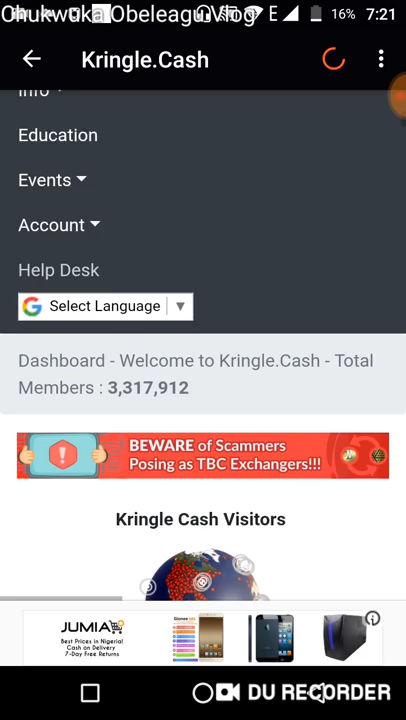 Chukwuka Obeleagu Vlog
16% 7:21
Kringle.Cash
Info
Education
Events
Account
Help Desk
G Select Language ▼
Dashboard - Welcome to Kringle.Cash - Total
Members : 3,317,912
BEWARE of Scammers
Posing as TBC Exchangers!!!
Kringle Cash Visitors
JUMIA
Best Prices in Nigeria!
Cash on Delivery
7-Day Free Returns
DU RECORDER